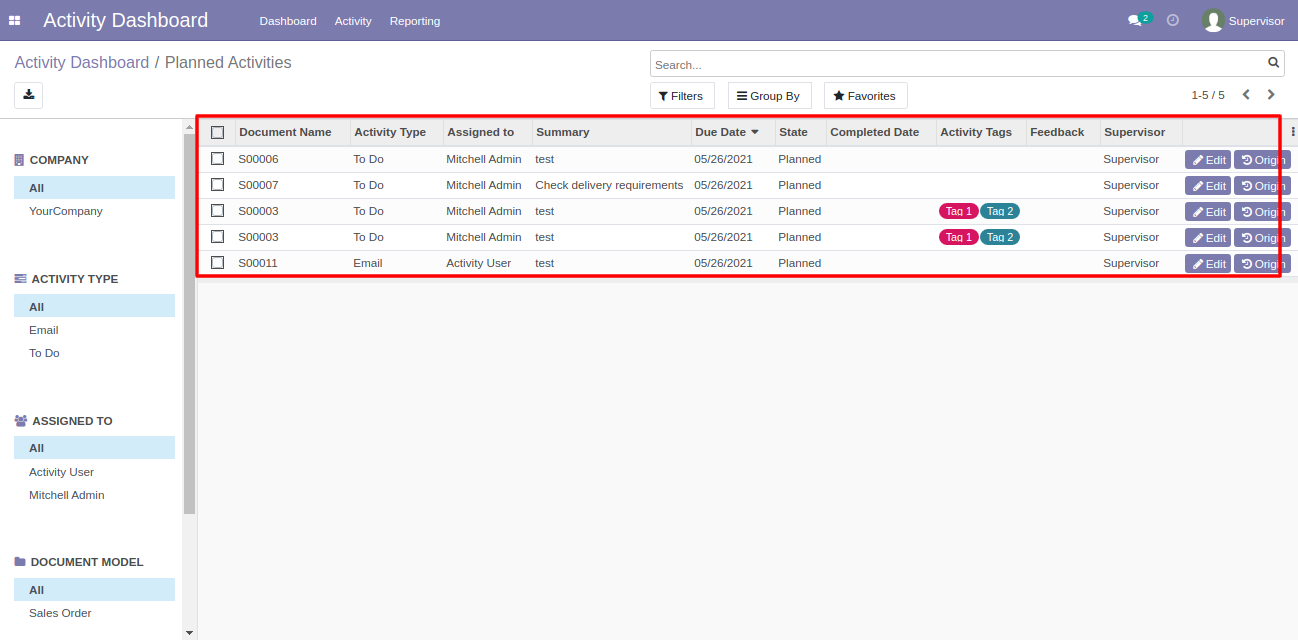 Activity Dashboard Dashboard Activity Reporting 2 Supervisor
Activity Dashboard / Planned Activities
Search...
Filters Group By Favorites 1-5 / 5
Document Name Activity Type Assigned to Summary Due Date State Completed Date Activity Tags Feedback Supervisor
S00006 To Do Mitchell Admin test 05/26/2021 Planned Supervisor Edit Origin
S00007 To Do Mitchell Admin Check delivery requirements 05/26/2021 Planned Supervisor Edit Origin
S00003 To Do Mitchell Admin test 05/26/2021 Planned Tag 1 Tag 2 Supervisor Edit Origin
S00003 To Do Mitchell Admin test 05/26/2021 Planned Tag 1 Tag 2 Supervisor Edit Origin
S00011 Email Activity User test 05/26/2021 Planned Supervisor Edit Origin
COMPANY
All
YourCompany
ACTIVITY TYPE
All
Email
To Do
ASSIGNED TO
All
Activity User
Mitchell Admin
DOCUMENT MODEL
All
Sales Order